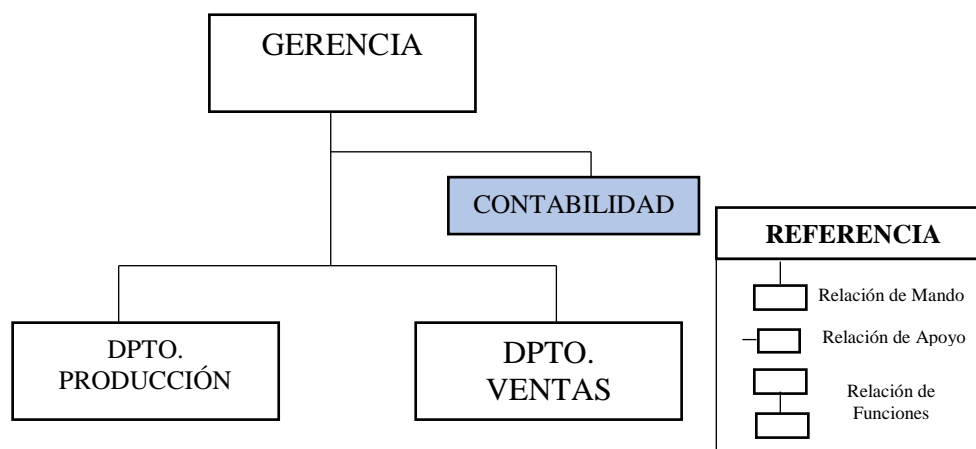 GERENCIA
CONTABILIDAD
DPTO.
PRODUCCIÓN
DPTO.
VENTAS
REFERENCIA
Relación de Mando
Relación de Apoyo
Relación de
Funciones